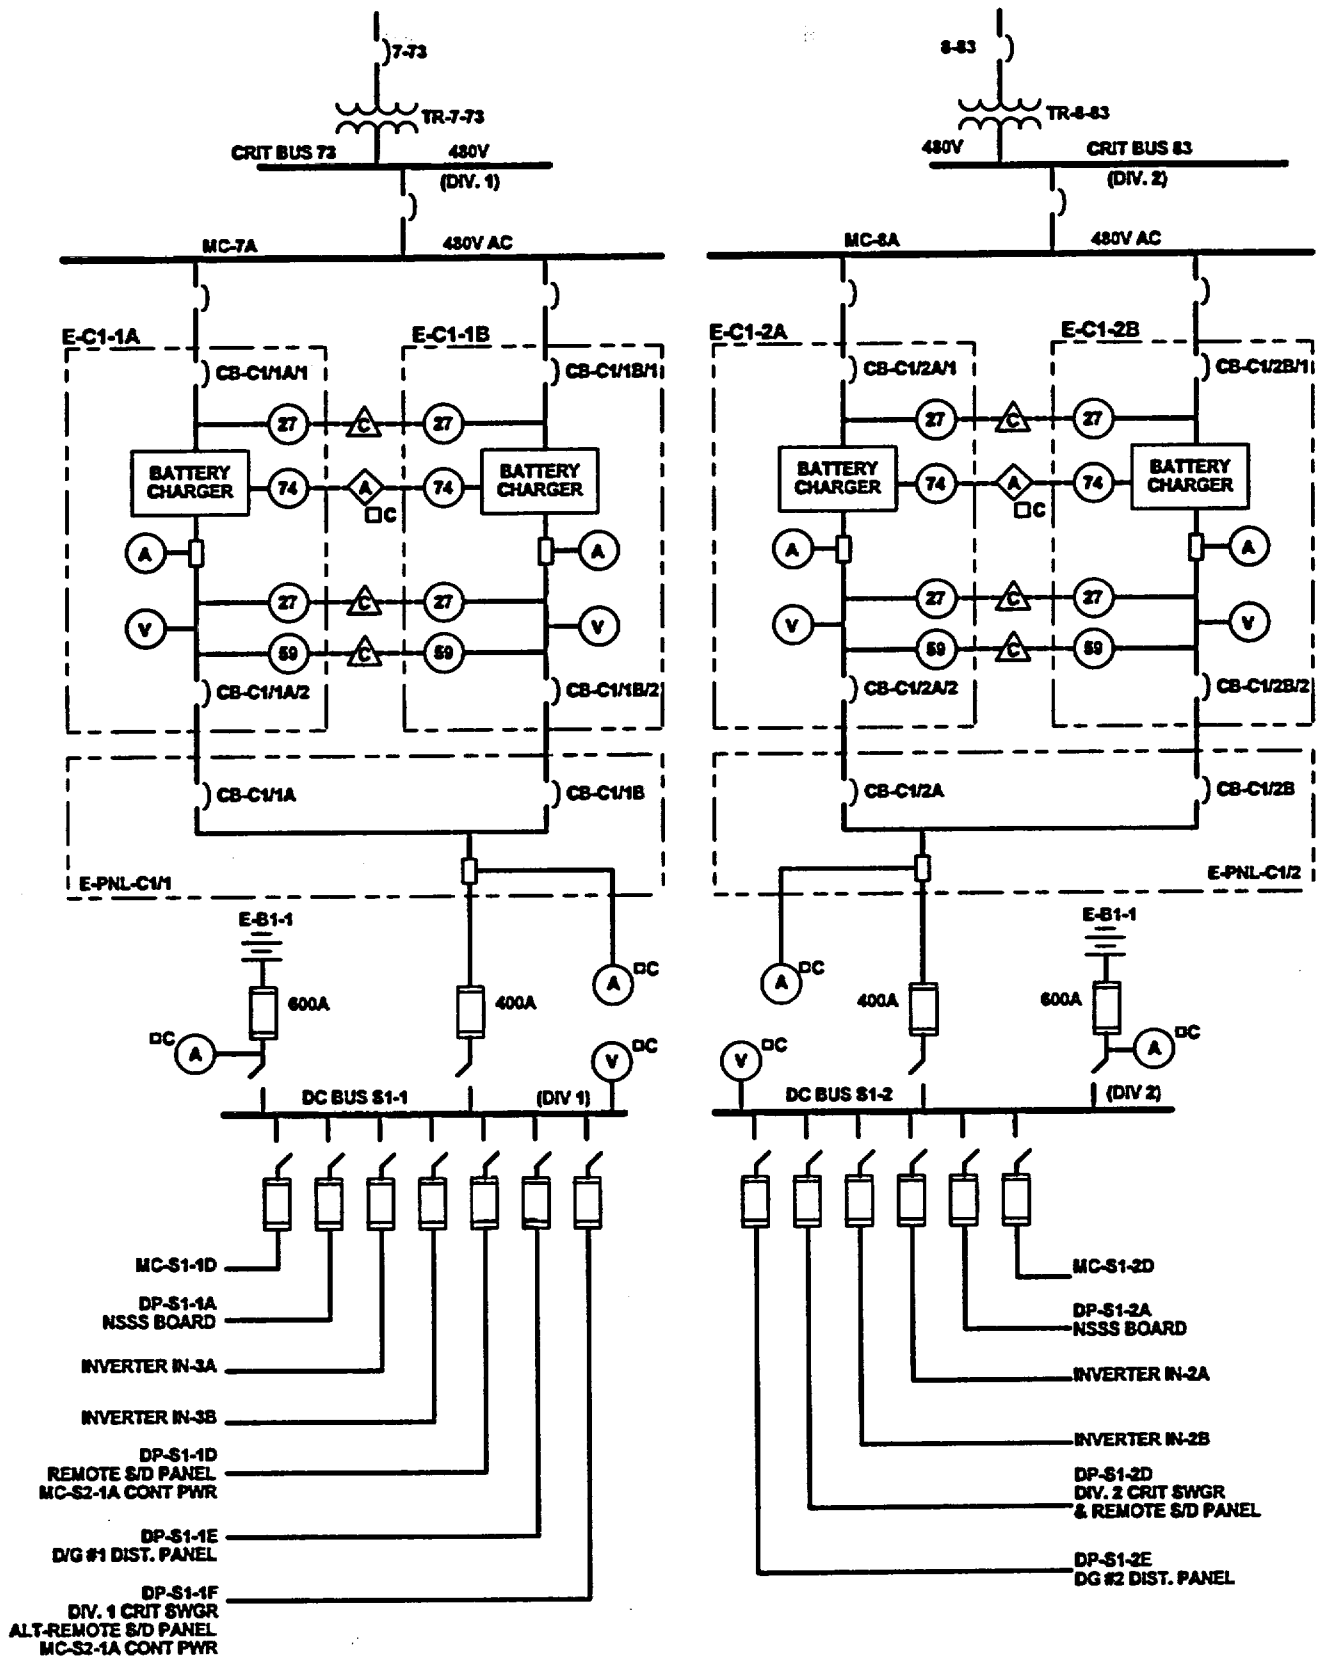 7-73
TR-7-73
CRIT BUS 73
480V
(DIV. 1)
MC-7A
480V AC
E-C1-1A
E-C1-1B
CB-C1/1A/1
CB-C1/1B/1
27
C
27
BATTERY
CHARGER
74
A
74
BATTERY
CHARGER
□C
A
A
27
C
27
V
V
59
C
59
CB-C1/1A/2
CB-C1/1B/2
CB-C1/1A
CB-C1/1B
E-PNL-C1/1
E-B1-1
600A
400A
A
□C
□C
A
V
□C
DC BUS S1-1
(DIV 1)
MC-S1-1D
DP-S1-1A
NSSS BOARD
INVERTER IN-3A
INVERTER IN-3B
DP-S1-1D
REMOTE S/D PANEL
MC-S2-1A CONT PWR
DP-S1-1E
D/G #1 DIST. PANEL
DP-S1-1F
DIV. 1 CRIT SWGR
ALT-REMOTE S/D PANEL
MC-S2-1A CONT PWR
8-83
TR-8-83
480V
CRIT BUS 83
(DIV. 2)
MC-8A
480V AC
E-C1-2A
E-C1-2B
CB-C1/2A/1
CB-C1/2B/1
27
C
27
BATTERY
CHARGER
74
A
74
BATTERY
CHARGER
□C
A
A
27
C
27
V
V
59
C
59
CB-C1/2A/2
CB-C1/2B/2
CB-C1/2A
CB-C1/2B
E-PNL-C1/2
E-B1-1
A
□C
400A
600A
V
□C
A
□C
DC BUS S1-2
(DIV 2)
MC-S1-2D
DP-S1-2A
NSSS BOARD
INVERTER IN-2A
INVERTER IN-2B
DP-S1-2D
DIV. 2 CRIT SWGR
& REMOTE S/D PANEL
DP-S1-2E
DG #2 DIST. PANEL